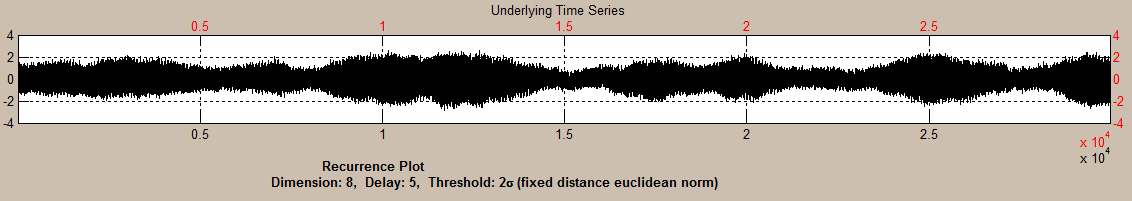 Underlying Time Series
0.5 1 1.5 2 2.5
4 4
2 2
0 0
-2 -2
-4 -4
0.5 1 1.5 2 2.5
x 10^4
x 10^4
Recurrence Plot
Dimension: 8, Delay: 5, Threshold: 2σ (fixed distance euclidean norm)